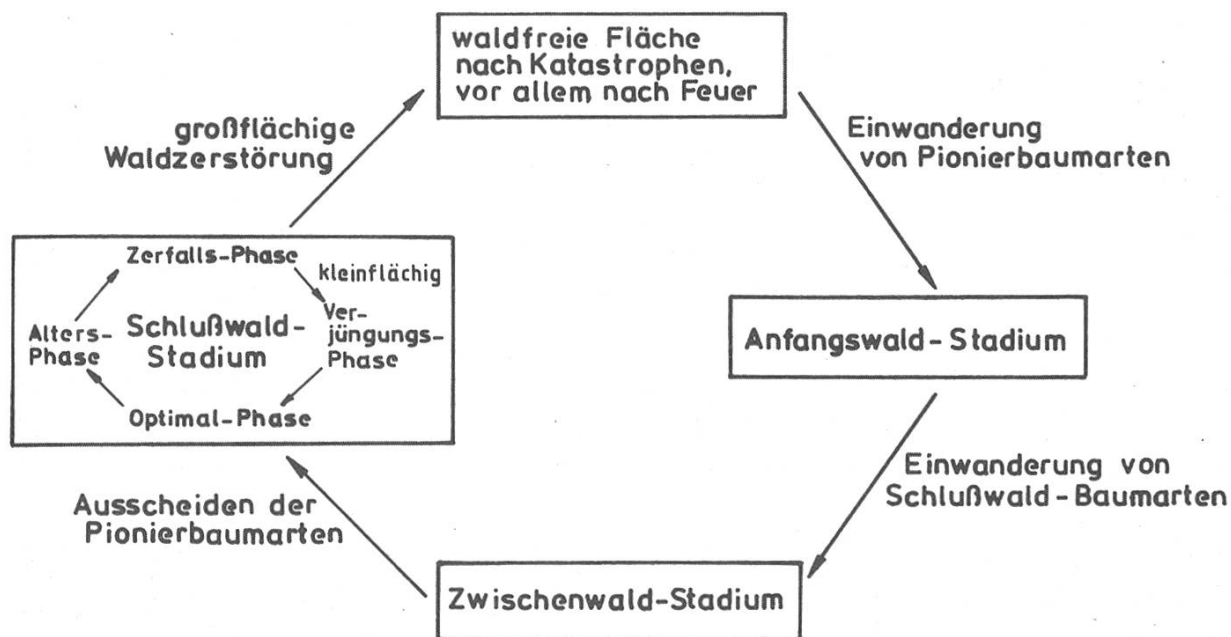 waldfreie Fläche
nach Katastrophen,
vor allem nach Feuer
großflächige
Waldzerstörung
Einwanderung
von Pionierbaumarten
Zerfalls-Phase
kleinflächig
Alters-
Phase
Schlußwald-
Stadium
Ver-
jüngungs-
Phase
Optimal-Phase
Anfangswald-Stadium
Einwanderung von
Schlußwald-Baumarten
Ausscheiden der
Pionierbaumarten
Zwischenwald-Stadium